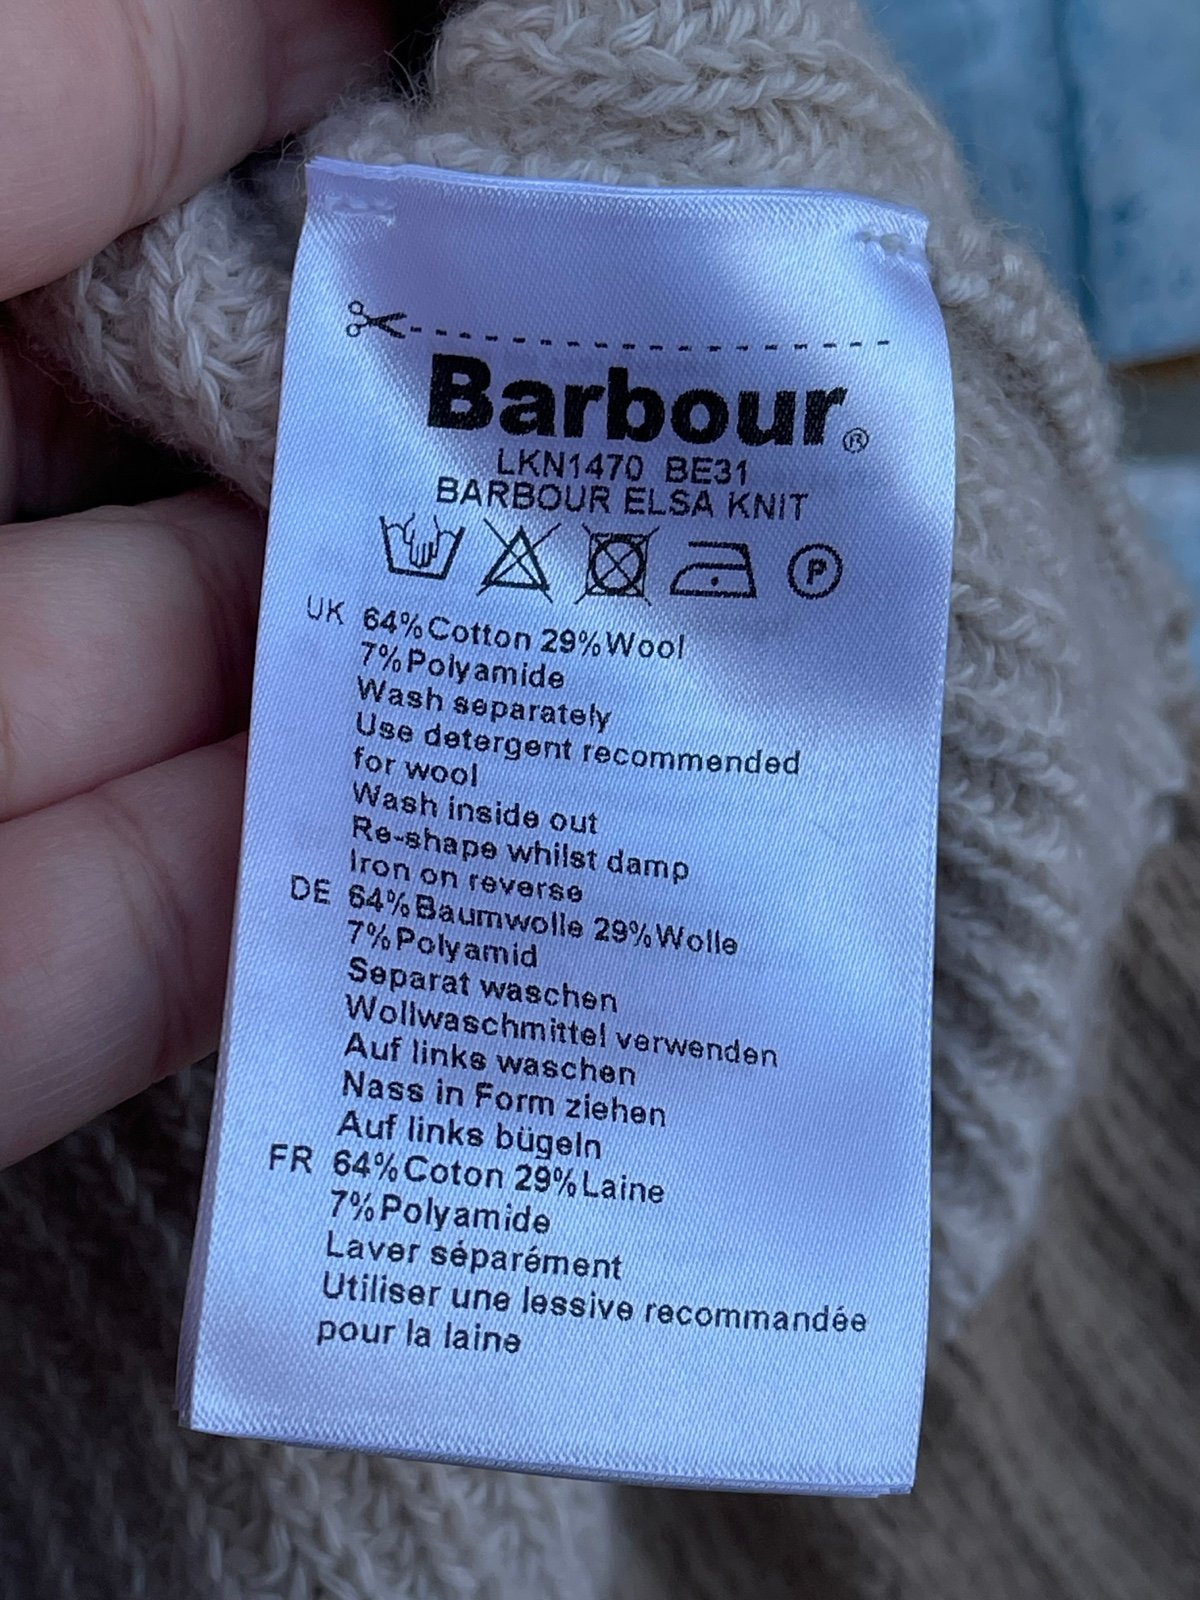 Barbour®
LKN1470 BE31
BARBOUR ELSA KNIT
P
UK 64% Cotton 29% Wool
7% Polyamide
Wash separately
Use detergent recommended
for wool
Wash inside out
Re-shape whilst damp
Iron on reverse
DE 64% Baumwolle 29% Wolle
7% Polyamid
Separat waschen
Wollwaschmittel verwenden
Auf links waschen
Nass in Form ziehen
Auf links bügeln
FR 64% Coton 29% Laine
7% Polyamide
Laver séparément
Utiliser une lessive recommandée
pour la laine